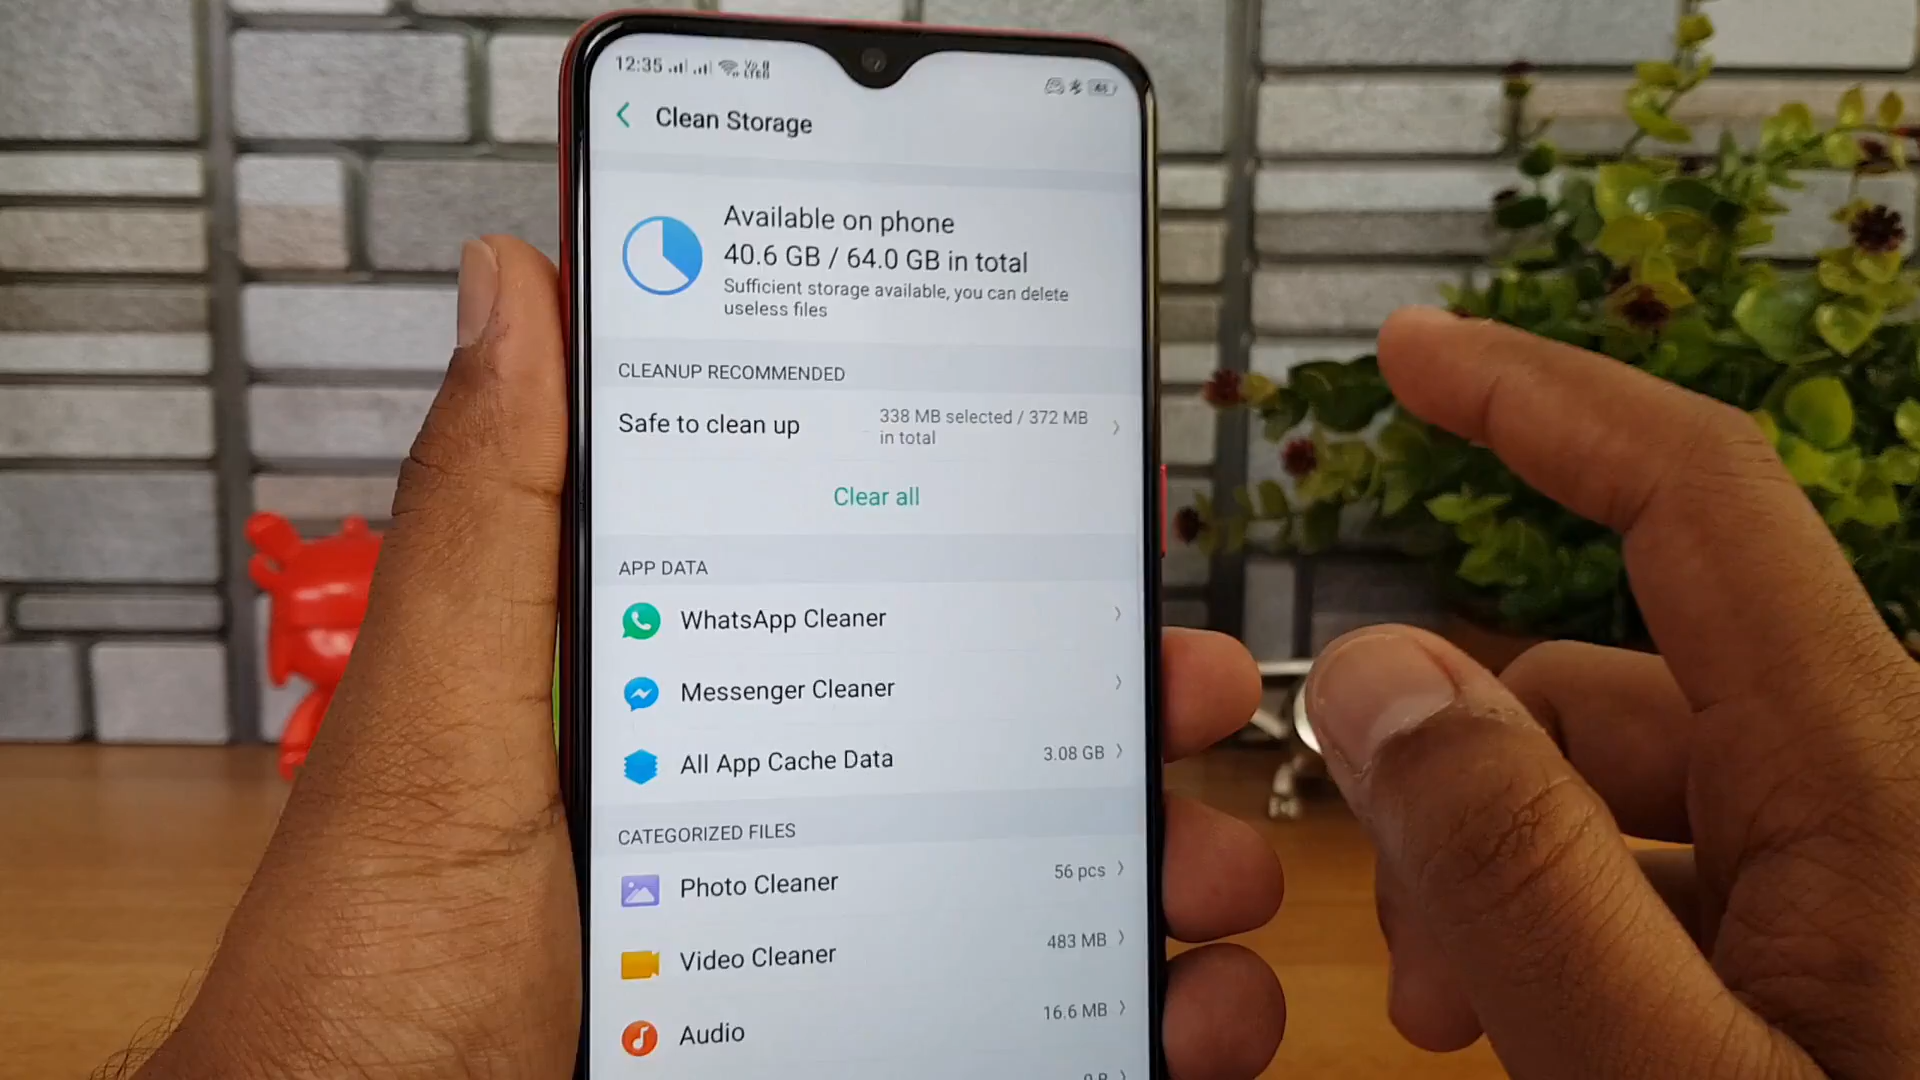 12:35
Clean Storage
Available on phone
40.6 GB / 64.0 GB in total
Sufficient storage available, you can delete
useless files
CLEANUP RECOMMENDED
Safe to clean up
338 MB selected / 372 MB
in total
Clear all
APP DATA
WhatsApp Cleaner
Messenger Cleaner
All App Cache Data 3.08 GB
CATEGORIZED FILES
Photo Cleaner 56 pcs
Video Cleaner 483 MB
Audio 16.6 MB